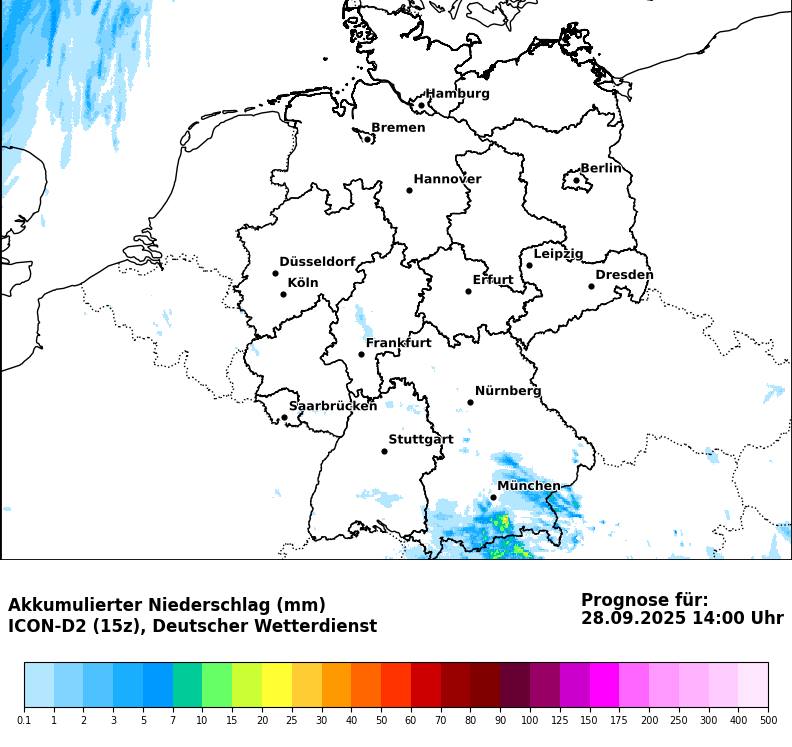 Hamburg
Bremen
Berlin
Hannover
Leipzig
Düsseldorf
Dresden
Köln
Erfurt
Frankfurt
Nürnberg
Saarbrücken
Stuttgart
München
Akkumulierter Niederschlag (mm)
ICON-D2 (15z), Deutscher Wetterdienst
Prognose für:
28.09.2025 14:00 Uhr
0.1 1 2 3 5 7 10 15 20 25 30 40 50 60 70 80 90 100 125 150 175 200 250 300 400 500